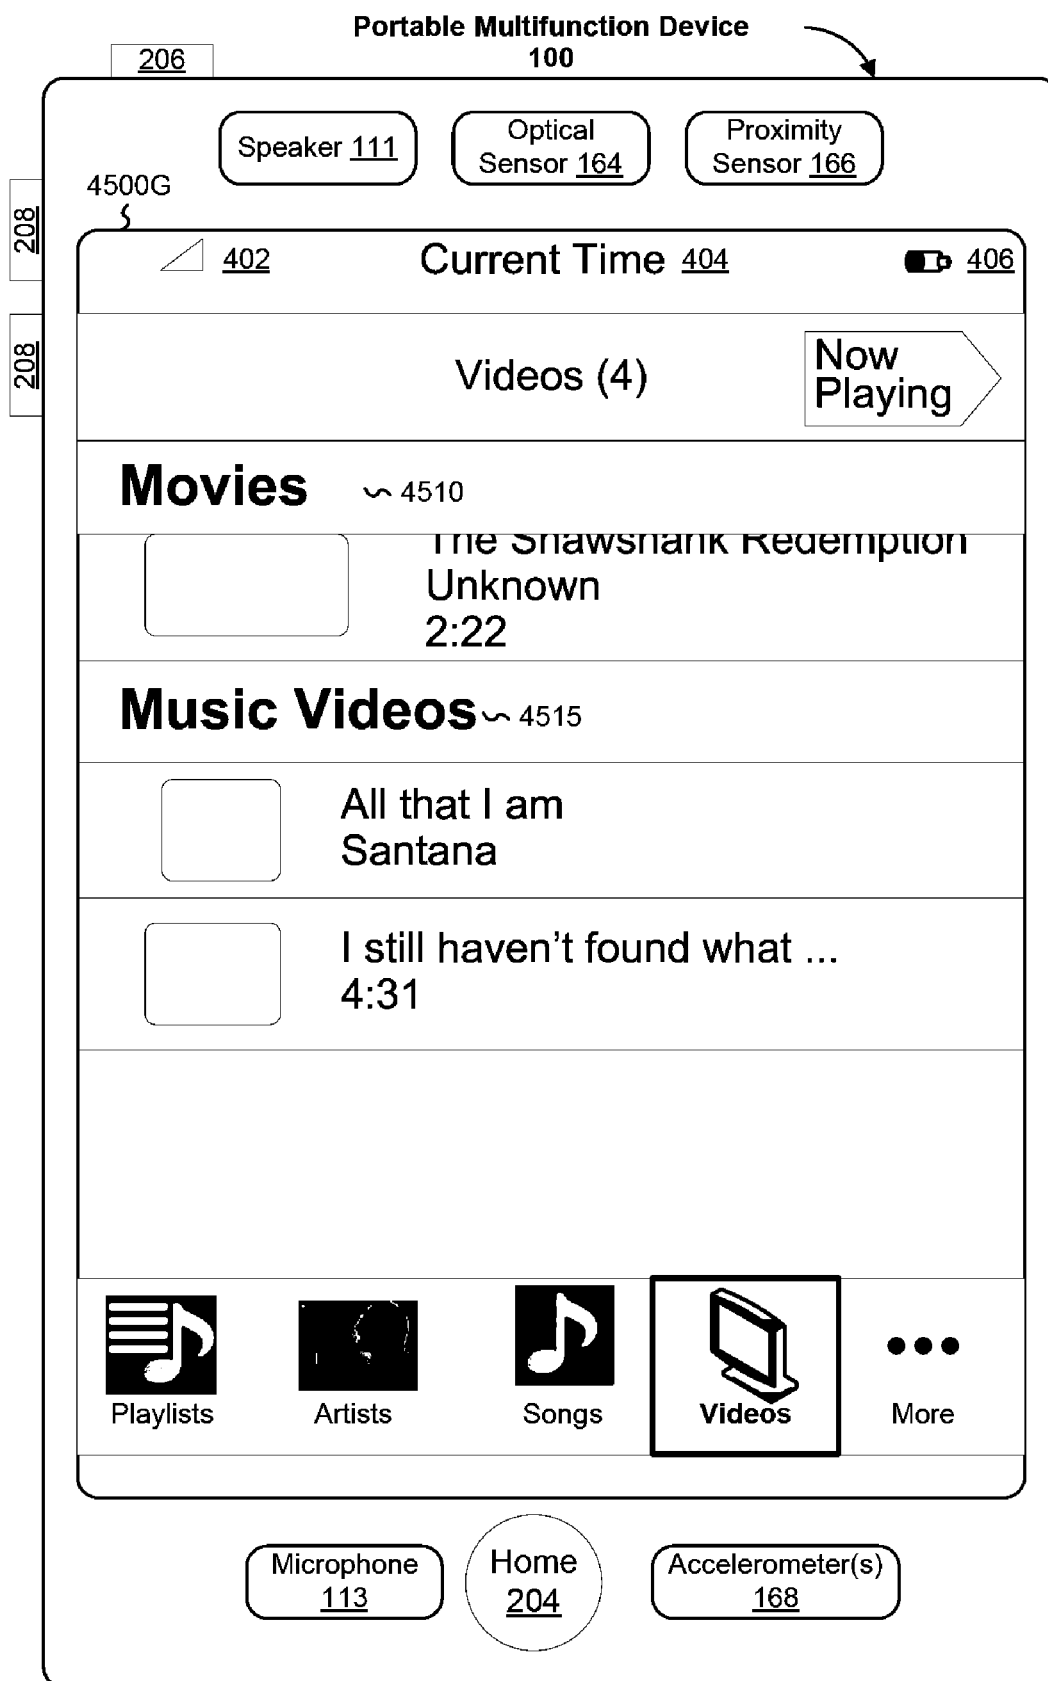 Portable Multifunction Device
100
206
Speaker 111
Optical
Sensor 164
Proximity
Sensor 166
4500G
208
208
402
Current Time 404
406
Videos (4)
Now
Playing
Movies
4510
The Shawshank Redemption
Unknown
2:22
Music Videos
4515
All that I am
Santana
I still haven't found what ...
4:31
Playlists
Artists
Songs
Videos
More
Microphone
113
Home
204
Accelerometer(s)
168